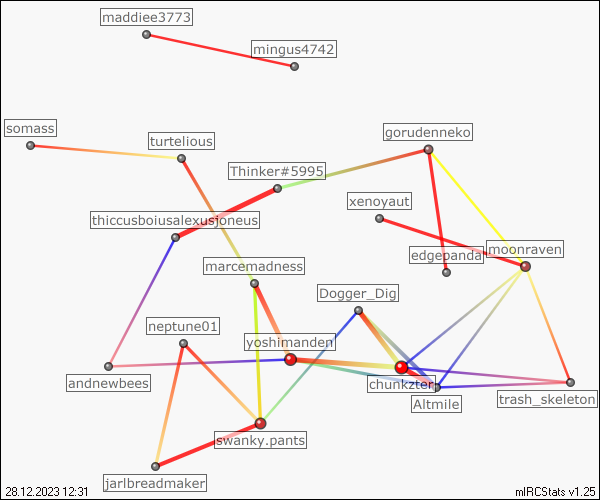 maddiee3773
mingus4742
somass
turtelious
gorudenneko
Thinker#5995
xenoyaut
thiccusboiusalexusjoneus
edgepanda
moonraven
marcemadness
Dogger_Dig
neptune01
yoshimanden
andnewbees
chunkzter
Altmile
trash_skeleton
swanky.pants
jarlbreadmaker
28.12.2023 12:31
mIRCStats v1.25